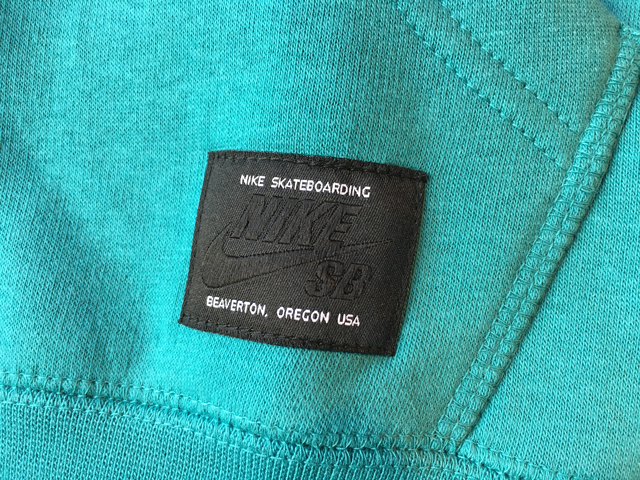 NIKE SKATEBOARDING
NIKE
SB
BEAVERTON, OREGON USA